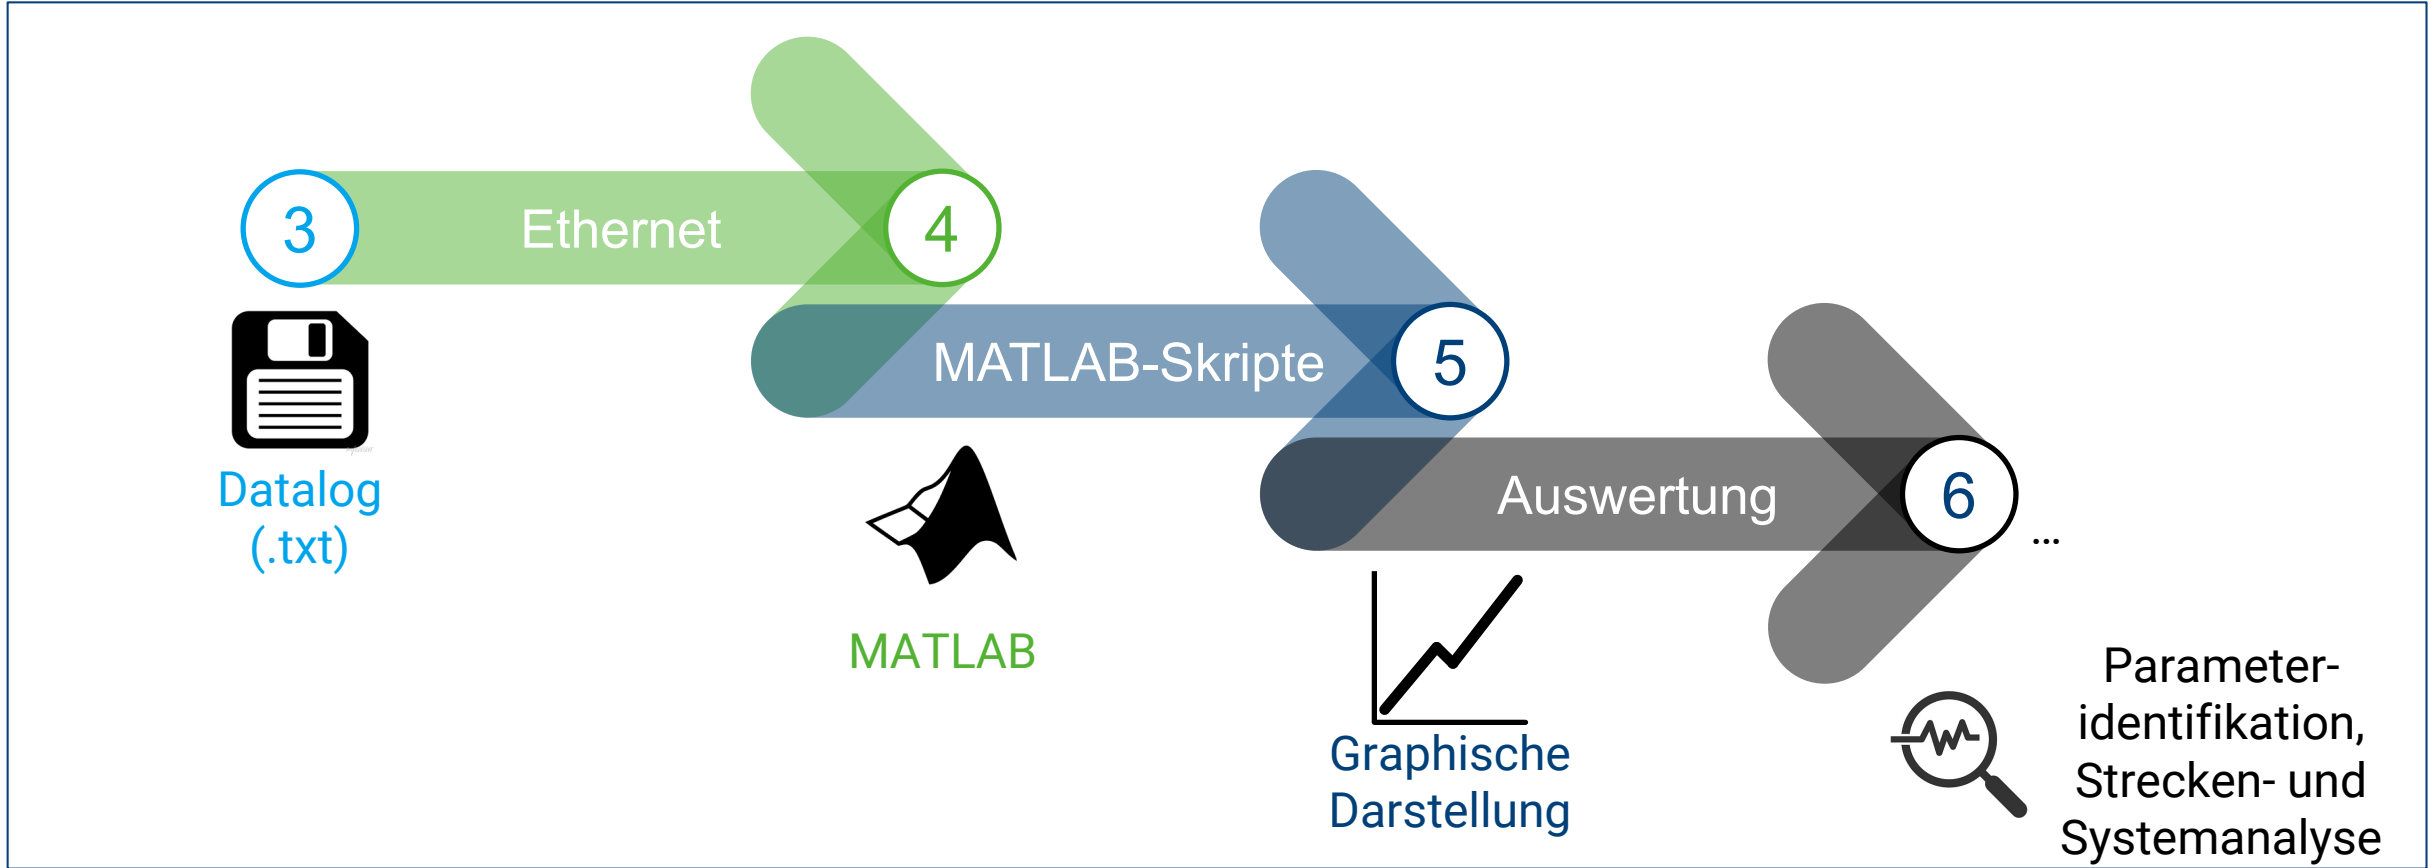 3
Ethernet
4
Datalog
(.txt)
MATLAB-Skripte
5
MATLAB
Auswertung
6
...
Graphische
Darstellung
Parameter-
identifikation,
Strecken- und
Systemanalyse